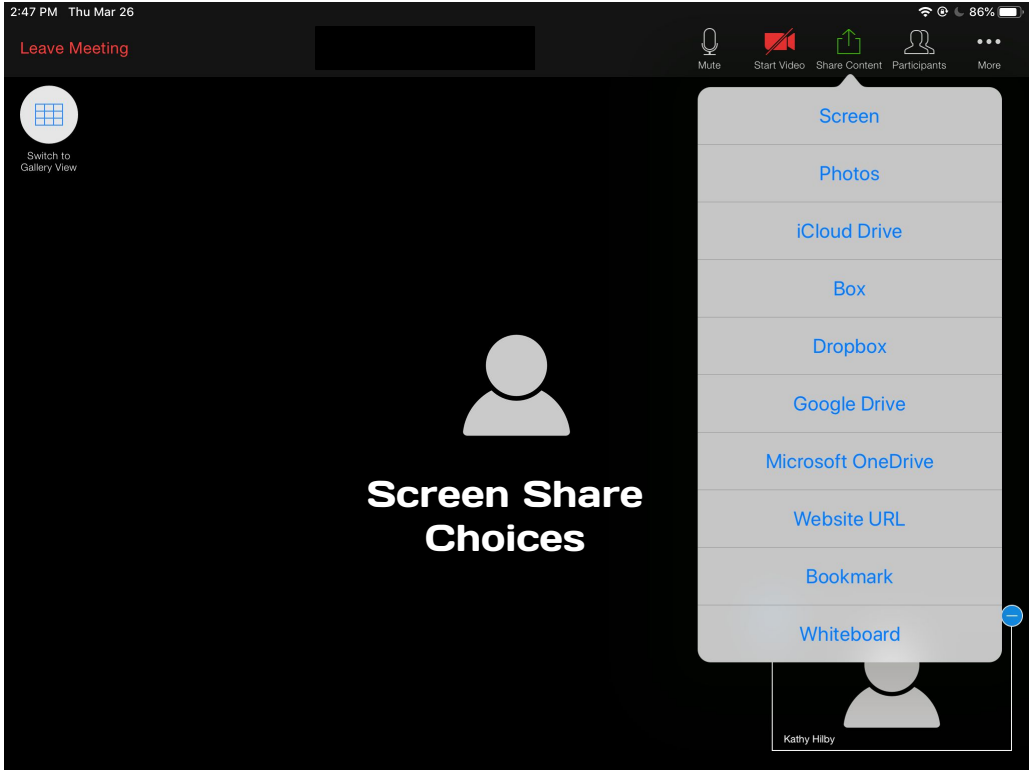 2:47 PM Thu Mar 26
86%
Leave Meeting
Mute
Start Video
Share Content
Participants
More
Switch to
Gallery View
Screen
Photos
iCloud Drive
Box
Dropbox
Google Drive
Microsoft OneDrive
Website URL
Bookmark
Whiteboard
Screen Share
Choices
Kathy Hilby